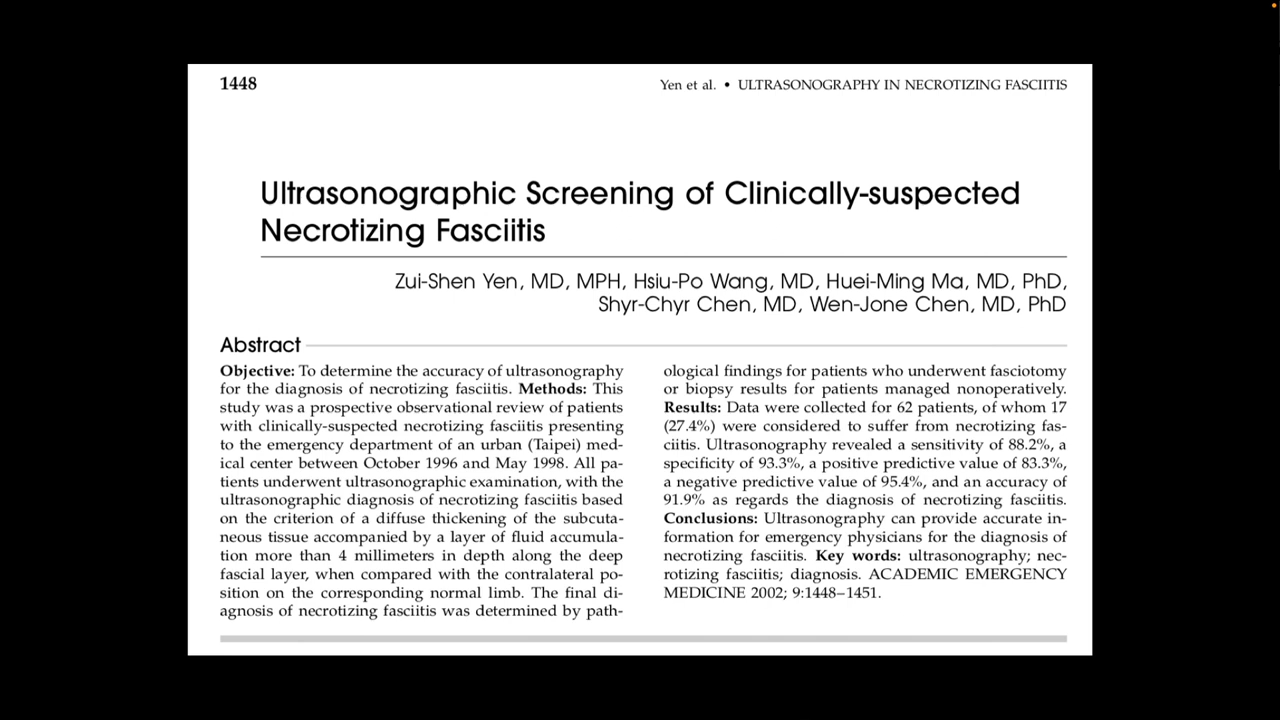 1448
Yen et al. • ULTRASONOGRAPHY IN NECROTIZING FASCIITIS
Ultrasonographic Screening of Clinically-suspected
Necrotizing Fasciitis
Zui-Shen Yen, MD, MPH, Hsiu-Po Wang, MD, Huei-Ming Ma, MD, PhD,
Shyr-Chyr Chen, MD, Wen-Jone Chen, MD, PhD
Abstract
Objective: To determine the accuracy of ultrasonography
for the diagnosis of necrotizing fasciitis. Methods: This
study was a prospective observational review of patients
with clinically-suspected necrotizing fasciitis presenting
to the emergency department of an urban (Taipei) med-
ical center between October 1996 and May 1998. All pa-
tients underwent ultrasonographic examination, with the
ultrasonographic diagnosis of necrotizing fasciitis based
on the criterion of a diffuse thickening of the subcuta-
neous tissue accompanied by a layer of fluid accumula-
tion more than 4 millimeters in depth along the deep
fascial layer, when compared with the contralateral po-
sition on the corresponding normal limb. The final di-
agnosis of necrotizing fasciitis was determined by path-
ological findings for patients who underwent fasciotomy
or biopsy results for patients managed nonoperatively.
Results: Data were collected for 62 patients, of whom 17
(27.4%) were considered to suffer from necrotizing fas-
ciitis. Ultrasonography revealed a sensitivity of 88.2%, a
specificity of 93.3%, a positive predictive value of 83.3%,
a negative predictive value of 95.4%, and an accuracy of
91.9% as regards the diagnosis of necrotizing fasciitis.
Conclusions: Ultrasonography can provide accurate in-
formation for emergency physicians for the diagnosis of
necrotizing fasciitis. Key words: ultrasonography; nec-
rotizing fasciitis; diagnosis. ACADEMIC EMERGENCY
MEDICINE 2002; 9:1448–1451.